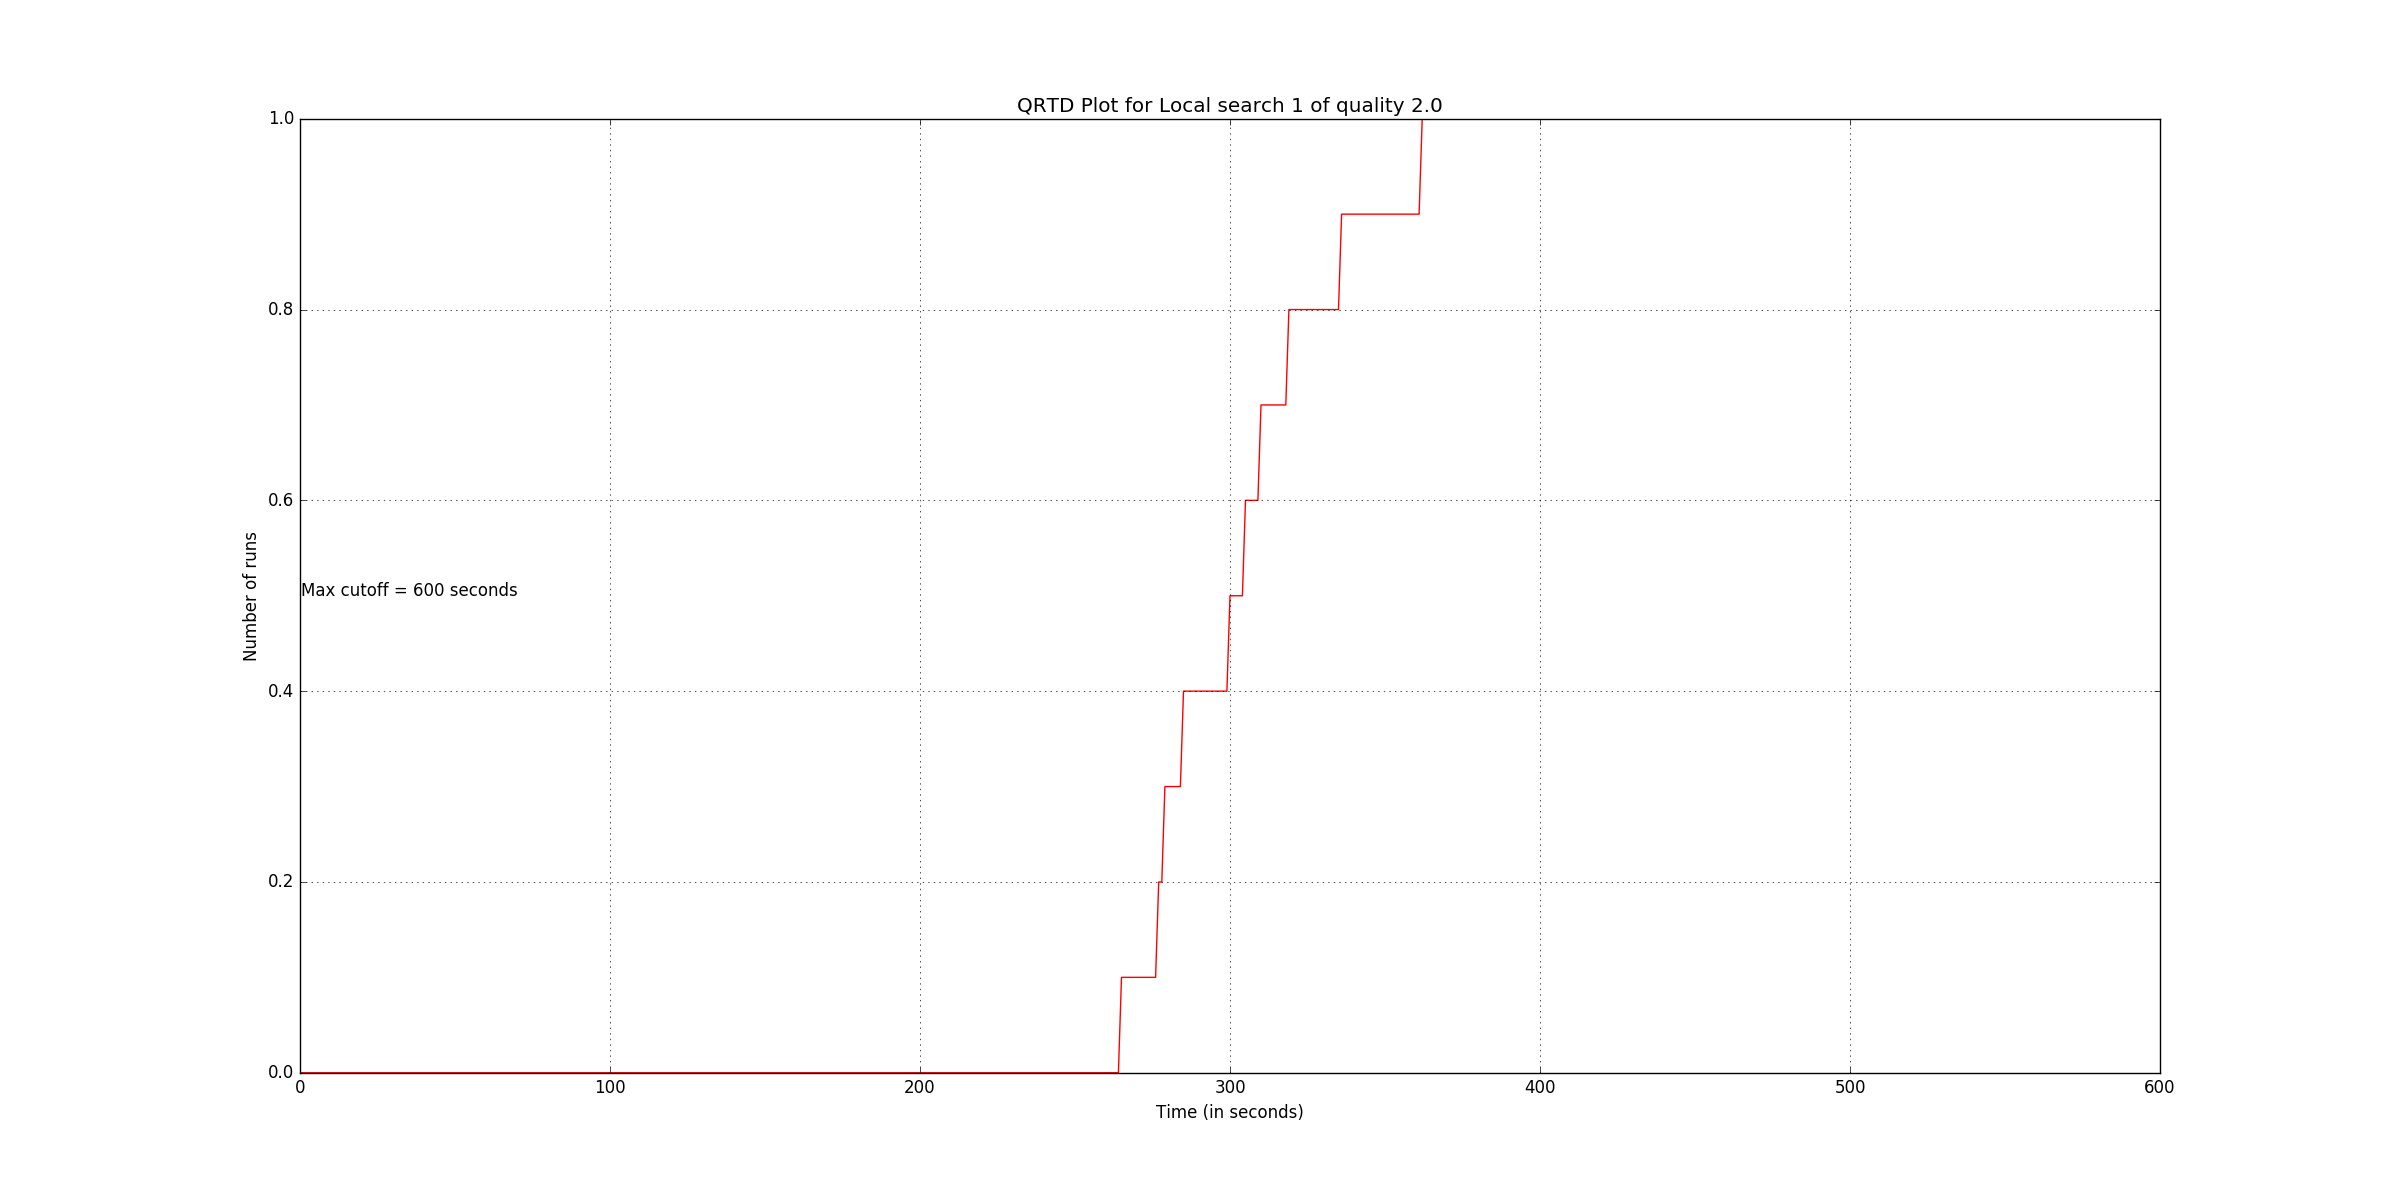 QRTD Plot for Local search 1 of quality 2.0
1.0
0.8
0.6
Max cutoff = 600 seconds
Number of runs
0.4
0.2
0.0
0 100 200 300 400 500 600
Time (in seconds)